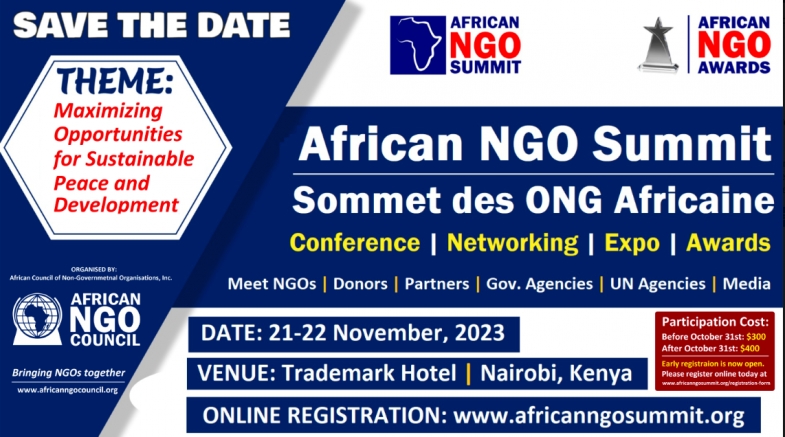 SAVE THE DATE
THEME:
Maximizing
Opportunities
for Sustainable
Peace and
Development
AFRICAN
NGO
SUMMIT
AFRICAN
NGO
AWARDS
African NGO Summit
Sommet des ONG Africaine
Conference | Networking | Expo | Awards
Meet NGOs | Donors | Partners | Gov. Agencies | UN Agencies | Media
ORGANISED BY:
African Council of Non-Governmetnal Organisations, Inc.
AFRICAN
NGO
COUNCIL
Bringing NGOs together
www.africanngocouncil.org
DATE: 21-22 November, 2023
VENUE: Trademark Hotel | Nairobi, Kenya
ONLINE REGISTRATION: www.africanngosummit.org
Participation Cost:
Before October 31st: $300
After October 31st: $400
Early registraion is now open.
Please register online today at
www.africanngosummit.org/registration-form